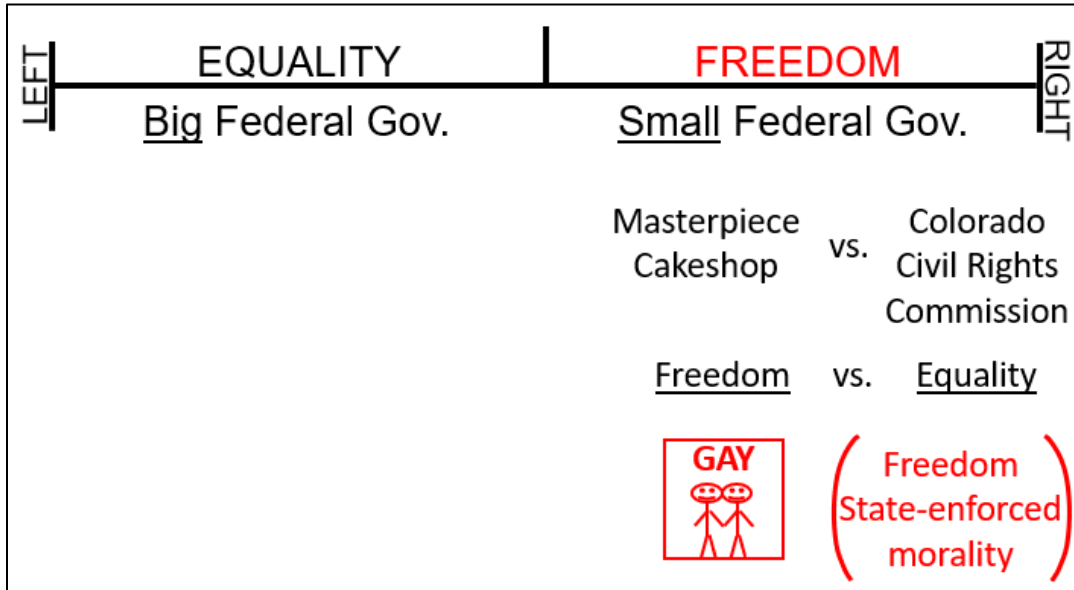 LEFT
EQUALITY
FREEDOM
RIGHT
Big Federal Gov.
Small Federal Gov.
Masterpiece
Cakeshop
vs.
Colorado
Civil Rights
Commission
Freedom vs. Equality
GAY
Freedom
State-enforced
morality